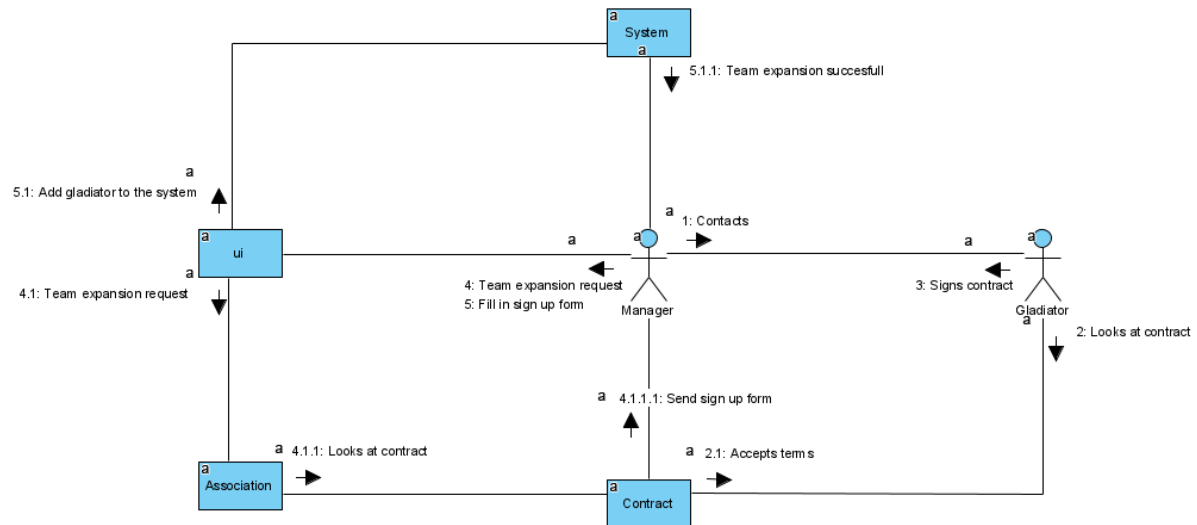 a
System
a
5.1.1: Team expansion succesfull
a
5.1: Add gladiator to the system
a
1: Contacts
a
ui
a
a
a
a
a
4: Team expansion request
5: Fill in sign up form
Manager
3: Signs contract
Gladiator
4.1: Team expansion request
a
2: Looks at contract
a
4.1.1.1: Send sign up form
a
4.1.1: Looks at contract
a
2.1: Accepts terms
a
Association
a
Contract